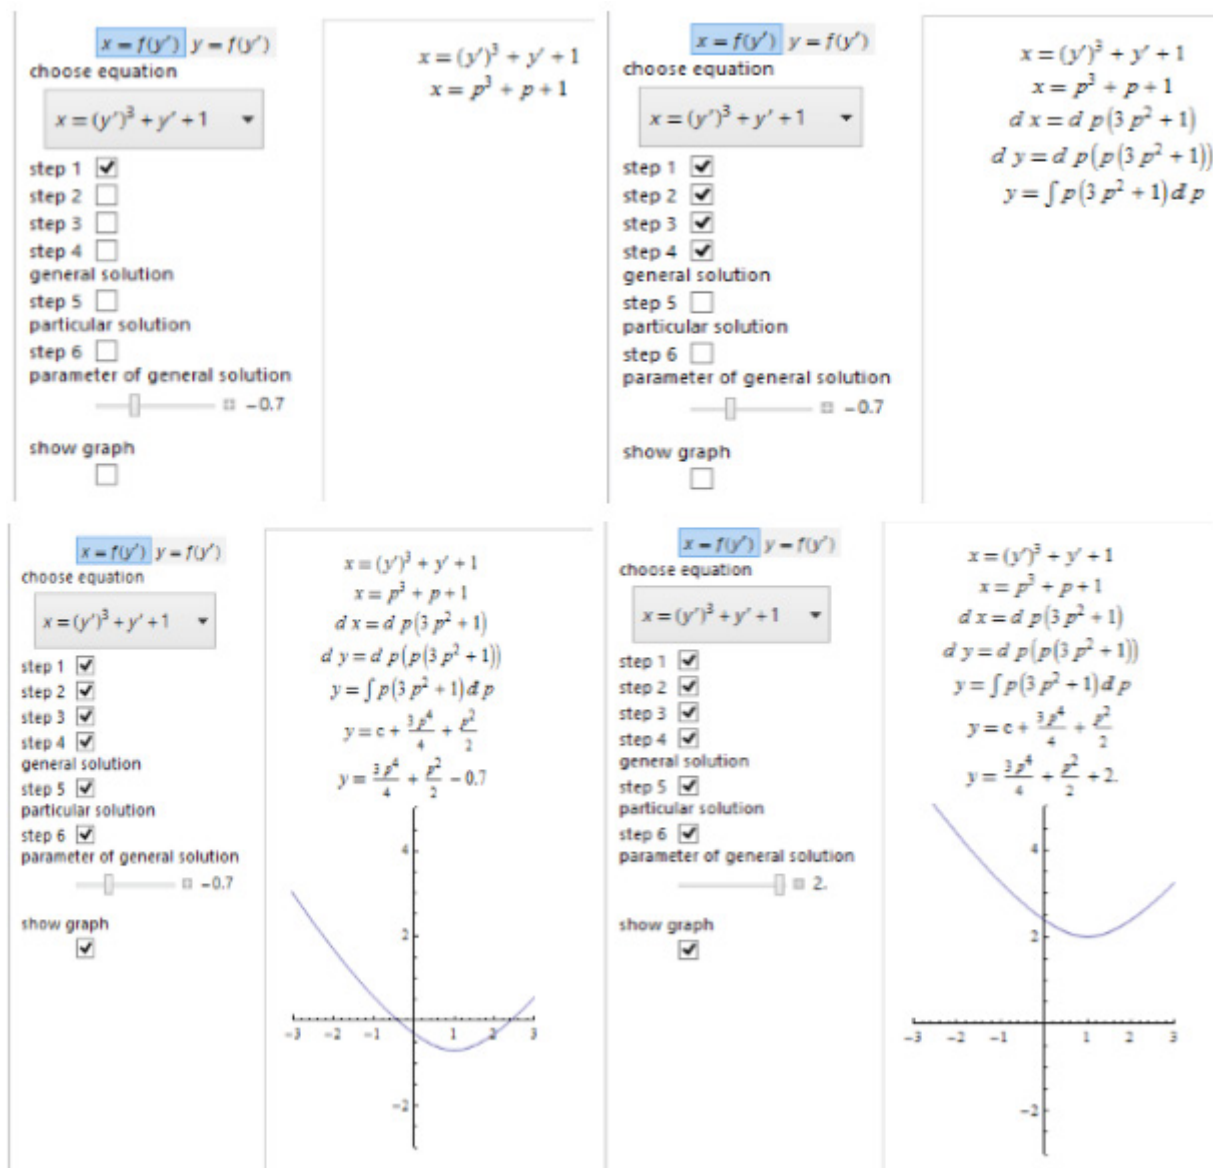 x = f(y′) y = f(y′)
choose equation
x = (y′)³ + y′ + 1
step 1
step 2
step 3
step 4
general solution
step 5
particular solution
step 6
parameter of general solution
−0.7
show graph
x = (y′)³ + y′ + 1
x = p³ + p + 1
x = f(y′) y = f(y′)
choose equation
x = (y′)³ + y′ + 1
step 1
step 2
step 3
step 4
general solution
step 5
particular solution
step 6
parameter of general solution
−0.7
show graph
x = (y′)³ + y′ + 1
x = p³ + p + 1
d x = d p(3 p² + 1)
d y = d p(p(3 p² + 1))
y = ∫ p(3 p² + 1) d p
x = f(y′) y = f(y′)
choose equation
x = (y′)³ + y′ + 1
step 1
step 2
step 3
step 4
general solution
step 5
particular solution
step 6
parameter of general solution
−0.7
show graph
x = (y′)³ + y′ + 1
x = p³ + p + 1
d x = d p(3 p² + 1)
d y = d p(p(3 p² + 1))
y = ∫ p(3 p² + 1) d p
y = c + 3 p⁴/4 + p²/2
y = 3 p⁴/4 + p²/2 − 0.7
4
2
−3 −2 −1 1 2 3
−2
x = f(y′) y = f(y′)
choose equation
x = (y′)³ + y′ + 1
step 1
step 2
step 3
step 4
general solution
step 5
particular solution
step 6
parameter of general solution
2.
show graph
x = (y′)³ + y′ + 1
x = p³ + p + 1
d x = d p(3 p² + 1)
d y = d p(p(3 p² + 1))
y = ∫ p(3 p² + 1) d p
y = c + 3 p⁴/4 + p²/2
y = 3 p⁴/4 + p²/2 + 2.
4
2
−3 −2 −1 1 2 3
−2